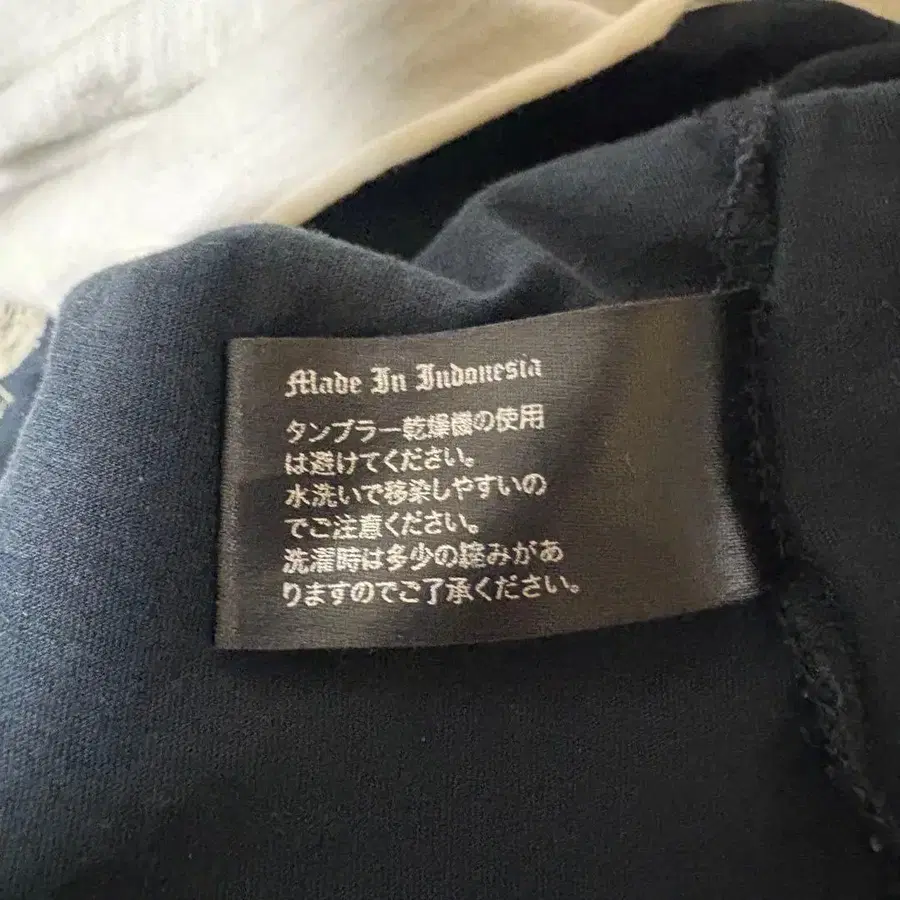 Made In Indonesia
タンブラー乾燥機の使用
は避けてください。
水洗いで移染しやすいの
でご注意ください。
洗濯時は多少の縮みがあ
りますのでご了承ください。